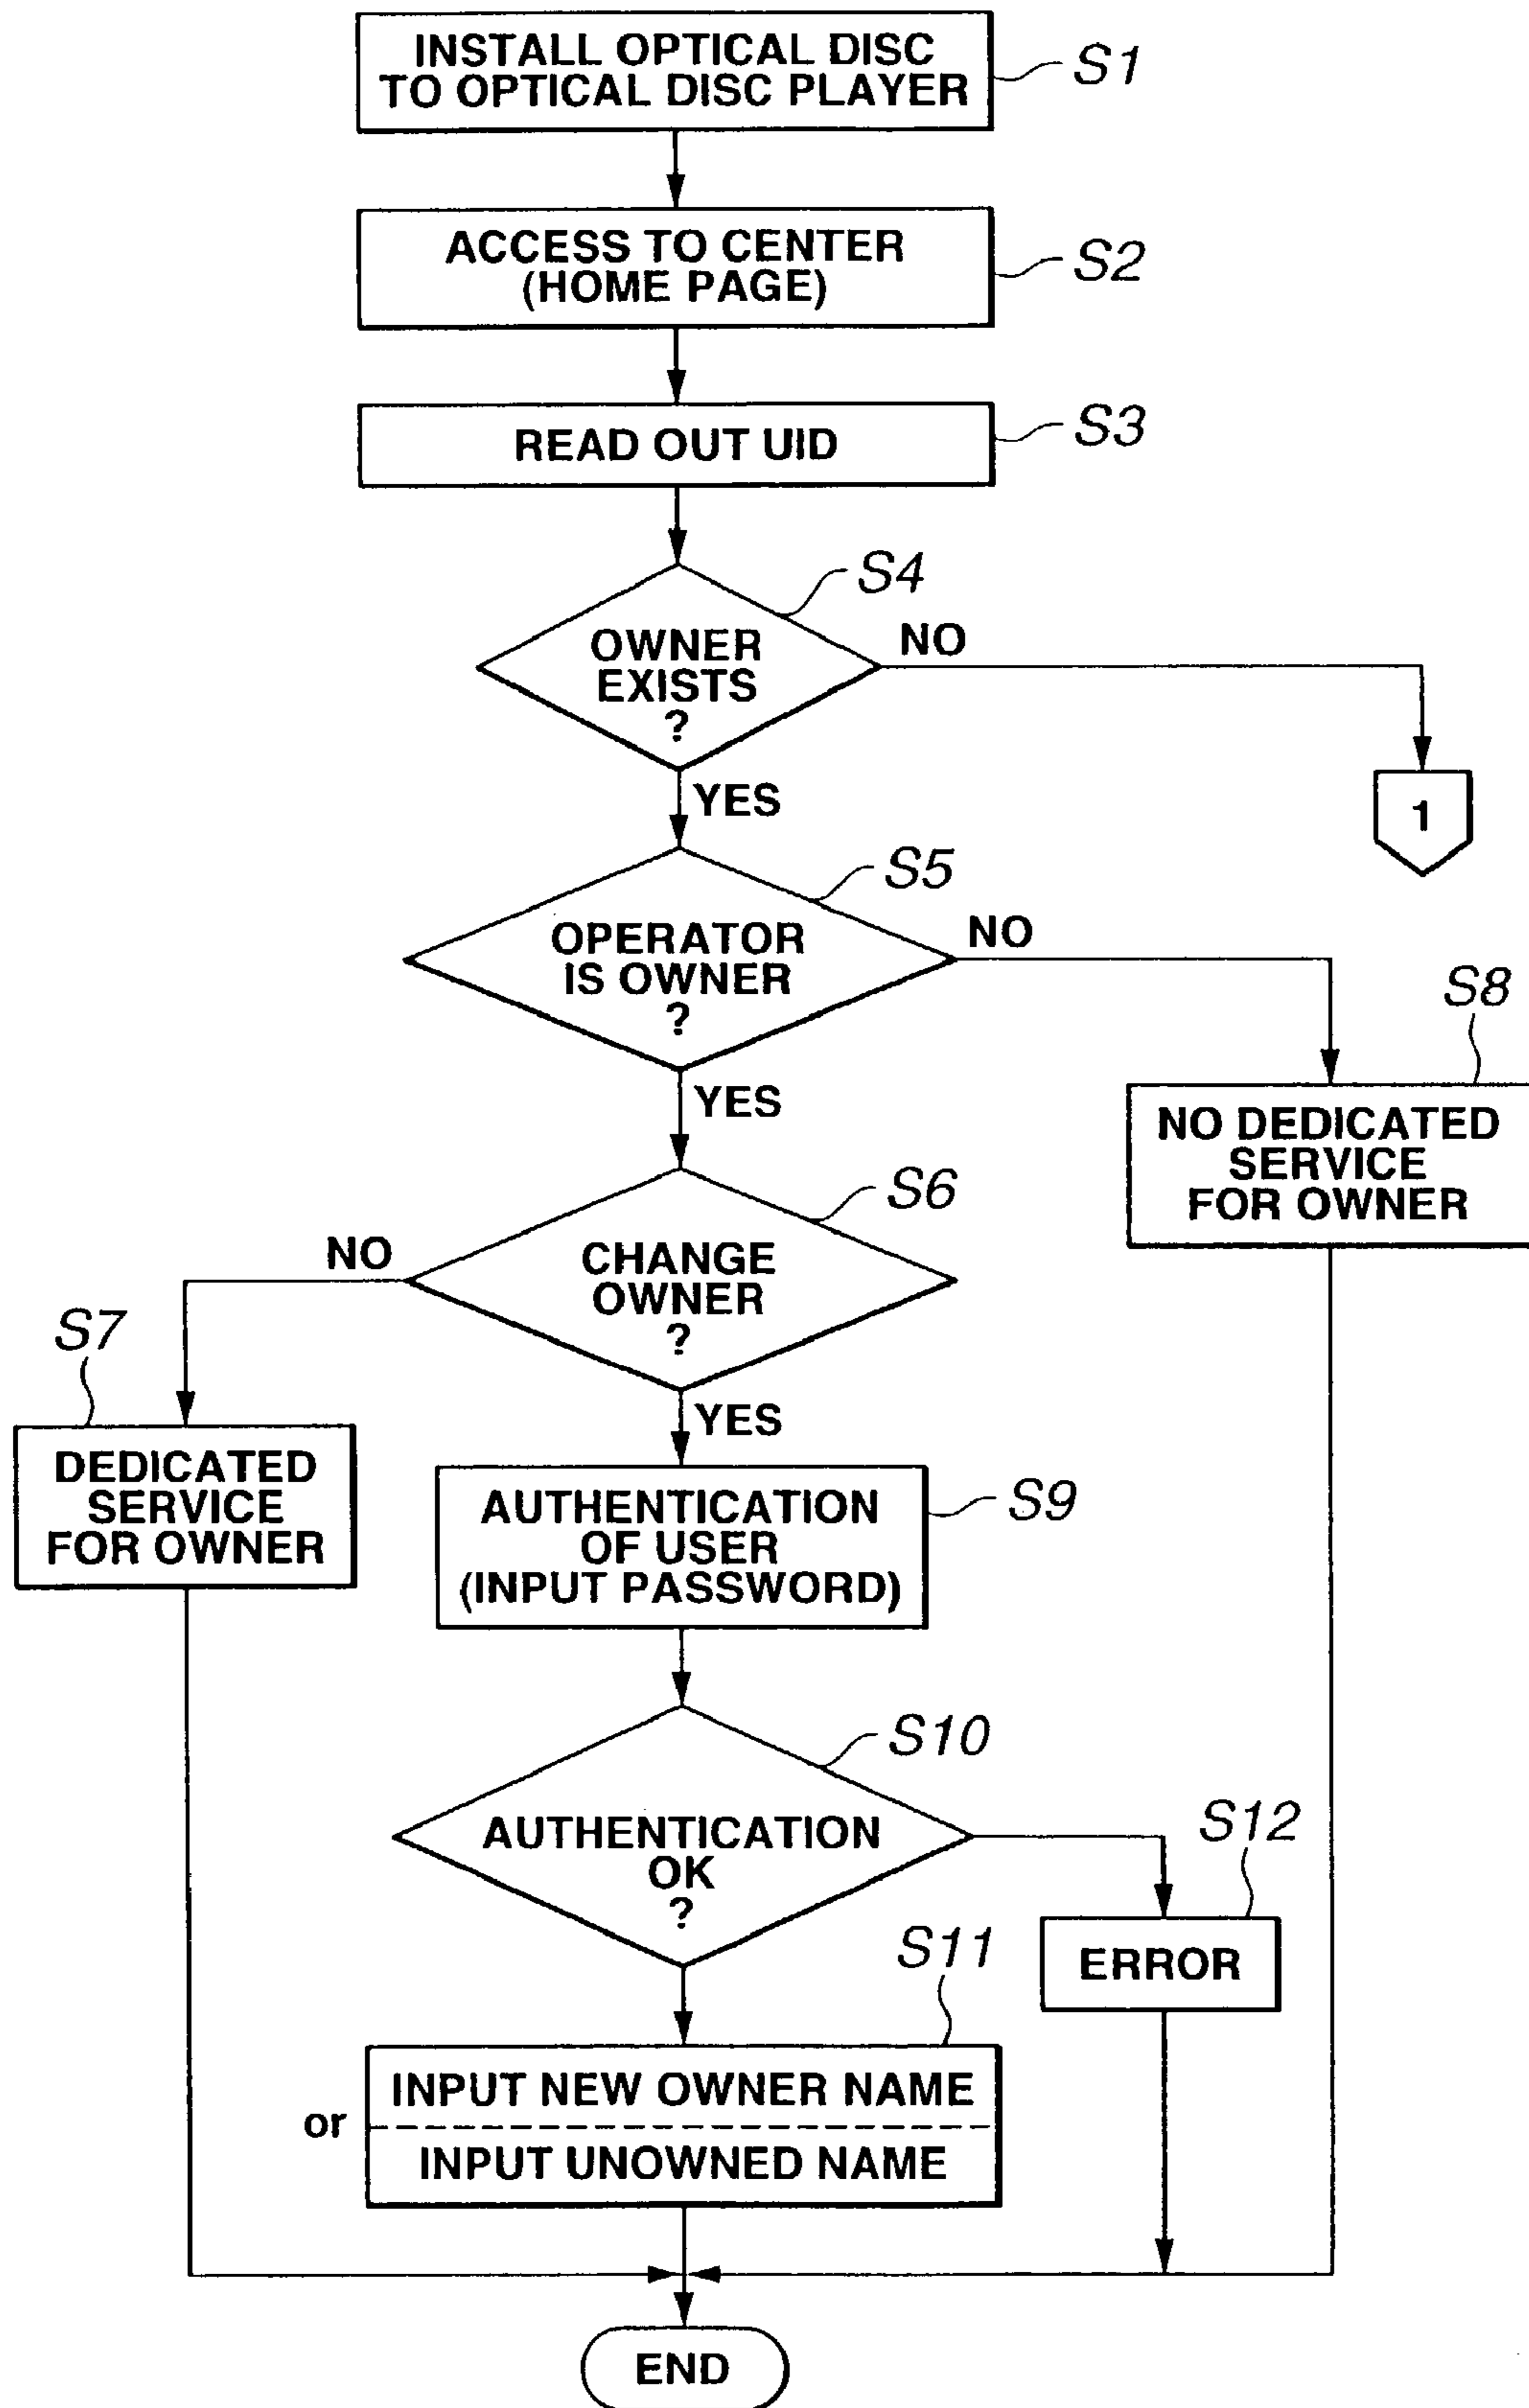 INSTALL OPTICAL DISC
TO OPTICAL DISC PLAYER
S1
ACCESS TO CENTER
(HOME PAGE)
S2
READ OUT UID
S3
S4
OWNER
EXISTS
?
NO
YES
1
S5
OPERATOR
IS OWNER
?
NO
YES
S8
NO DEDICATED
SERVICE
FOR OWNER
S6
CHANGE
OWNER
?
NO
YES
S7
DEDICATED
SERVICE
FOR OWNER
AUTHENTICATION
OF USER
(INPUT PASSWORD)
S9
S10
AUTHENTICATION
OK
?
S12
ERROR
S11
INPUT NEW OWNER NAME
or
INPUT UNOWNED NAME
END